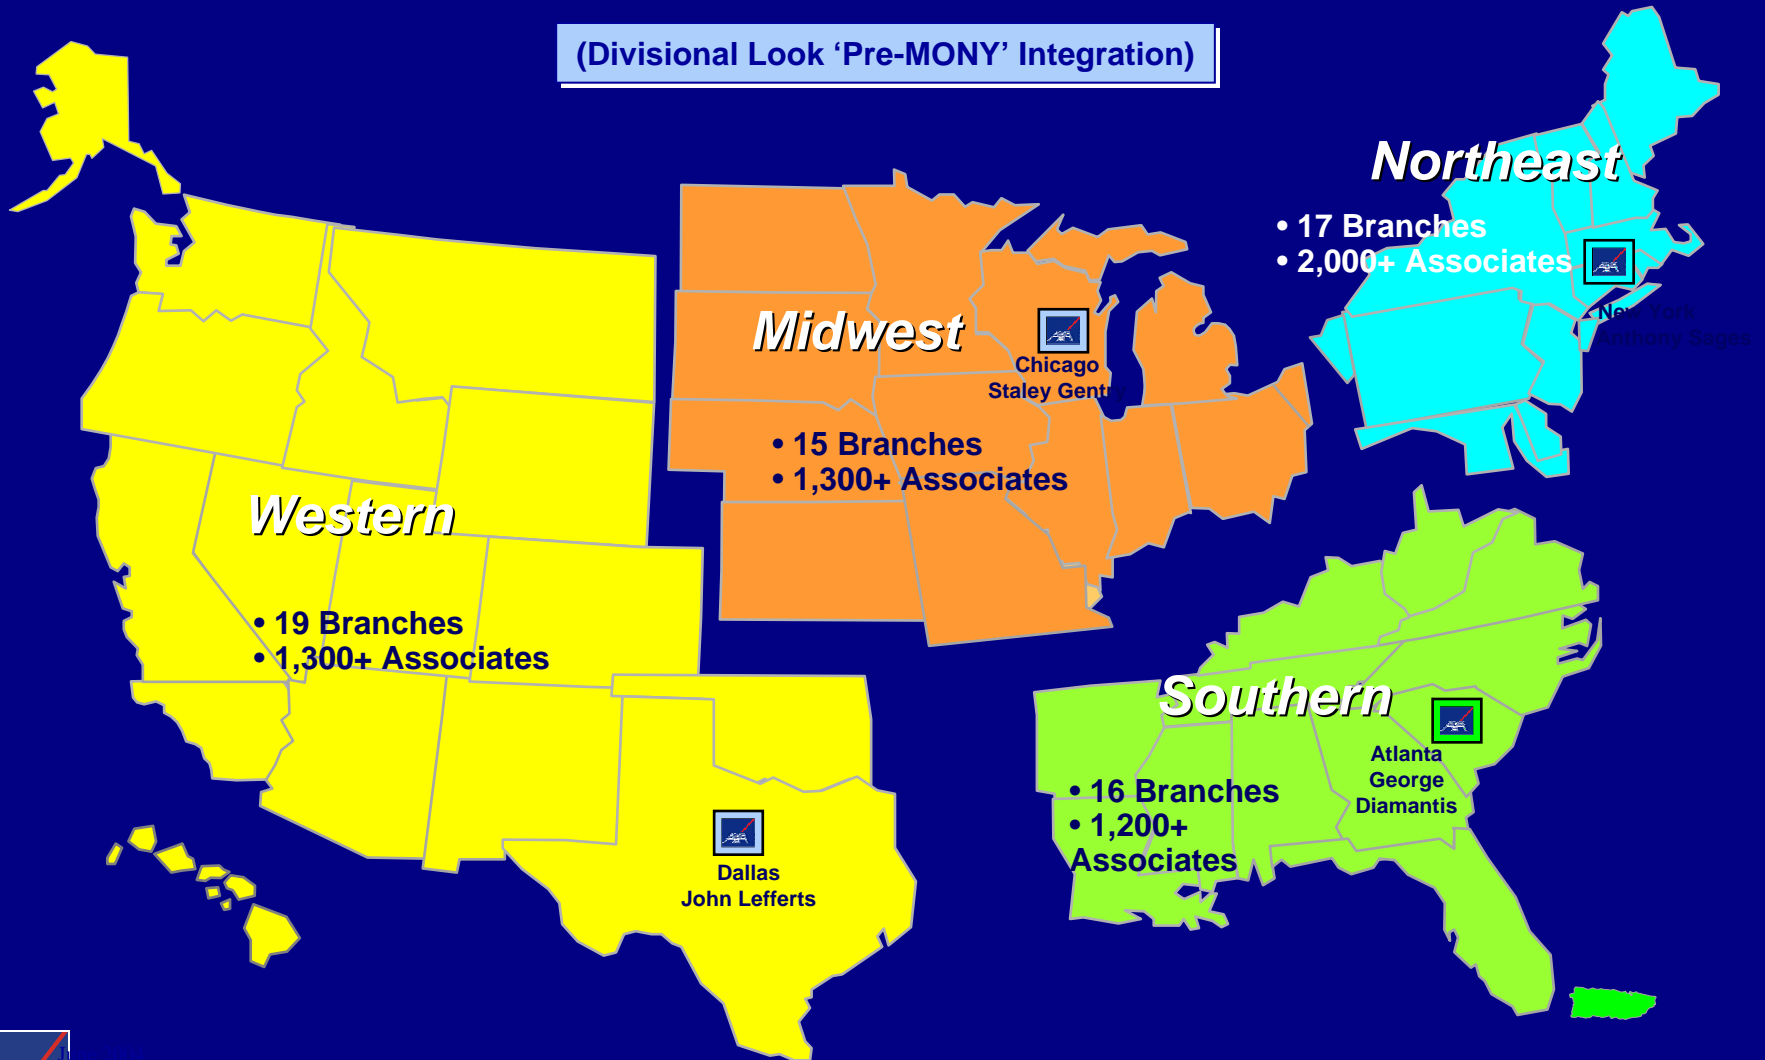 (Divisional Look ‘Pre-MONY’ Integration)
Northeast
• 17 Branches
• 2,000+ Associates
New York
Anthony Sages
Midwest
Chicago
Staley Gentry
• 15 Branches
• 1,300+ Associates
Western
• 19 Branches
• 1,300+ Associates
Dallas
John Lefferts
Southern
Atlanta
George
Diamantis
• 16 Branches
• 1,200+
Associates